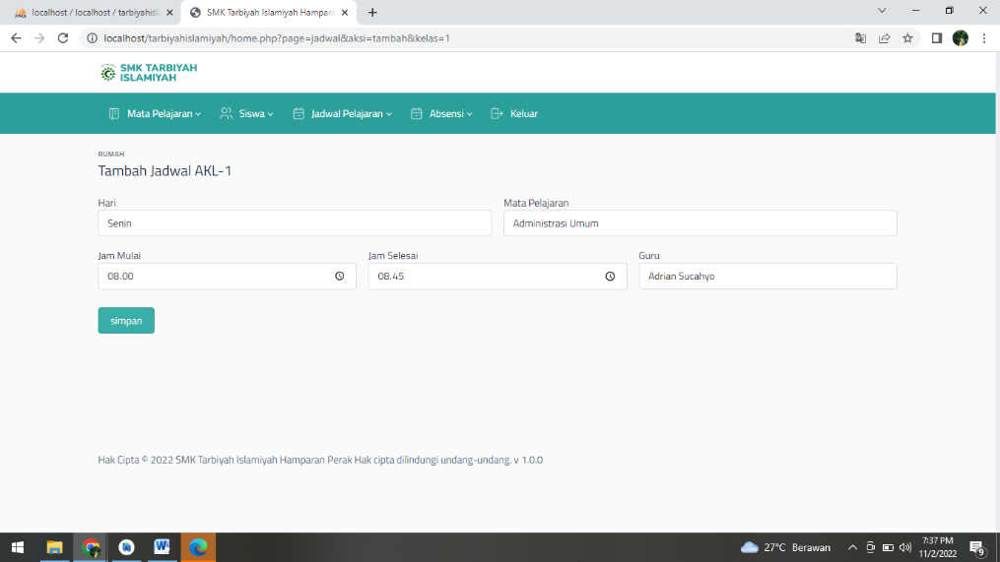 localhost / localhost / tarbiyahisl
SMK Tarbiyah Islamiyah Hampara
localhost/tarbiyahislamiyah/home.php?page=jadwal&aksi=tambah&kelas=1
SMK TARBIYAH
ISLAMIYAH
Mata Pelajaran Siswa Jadwal Pelajaran Absensi Keluar
RUMAH
Tambah Jadwal AKL-1
Hari Mata Pelajaran
Senin Administrasi Umum
Jam Mulai Jam Selesai Guru
08.00 08.45 Adrian Sucahyo
simpan
Hak Cipta © 2022 SMK Tarbiyah Islamiyah Hamparan Perak Hak cipta dilindungi undang-undang. v 1.0.0
27°C Berawan
7:37 PM
11/2/2022
9